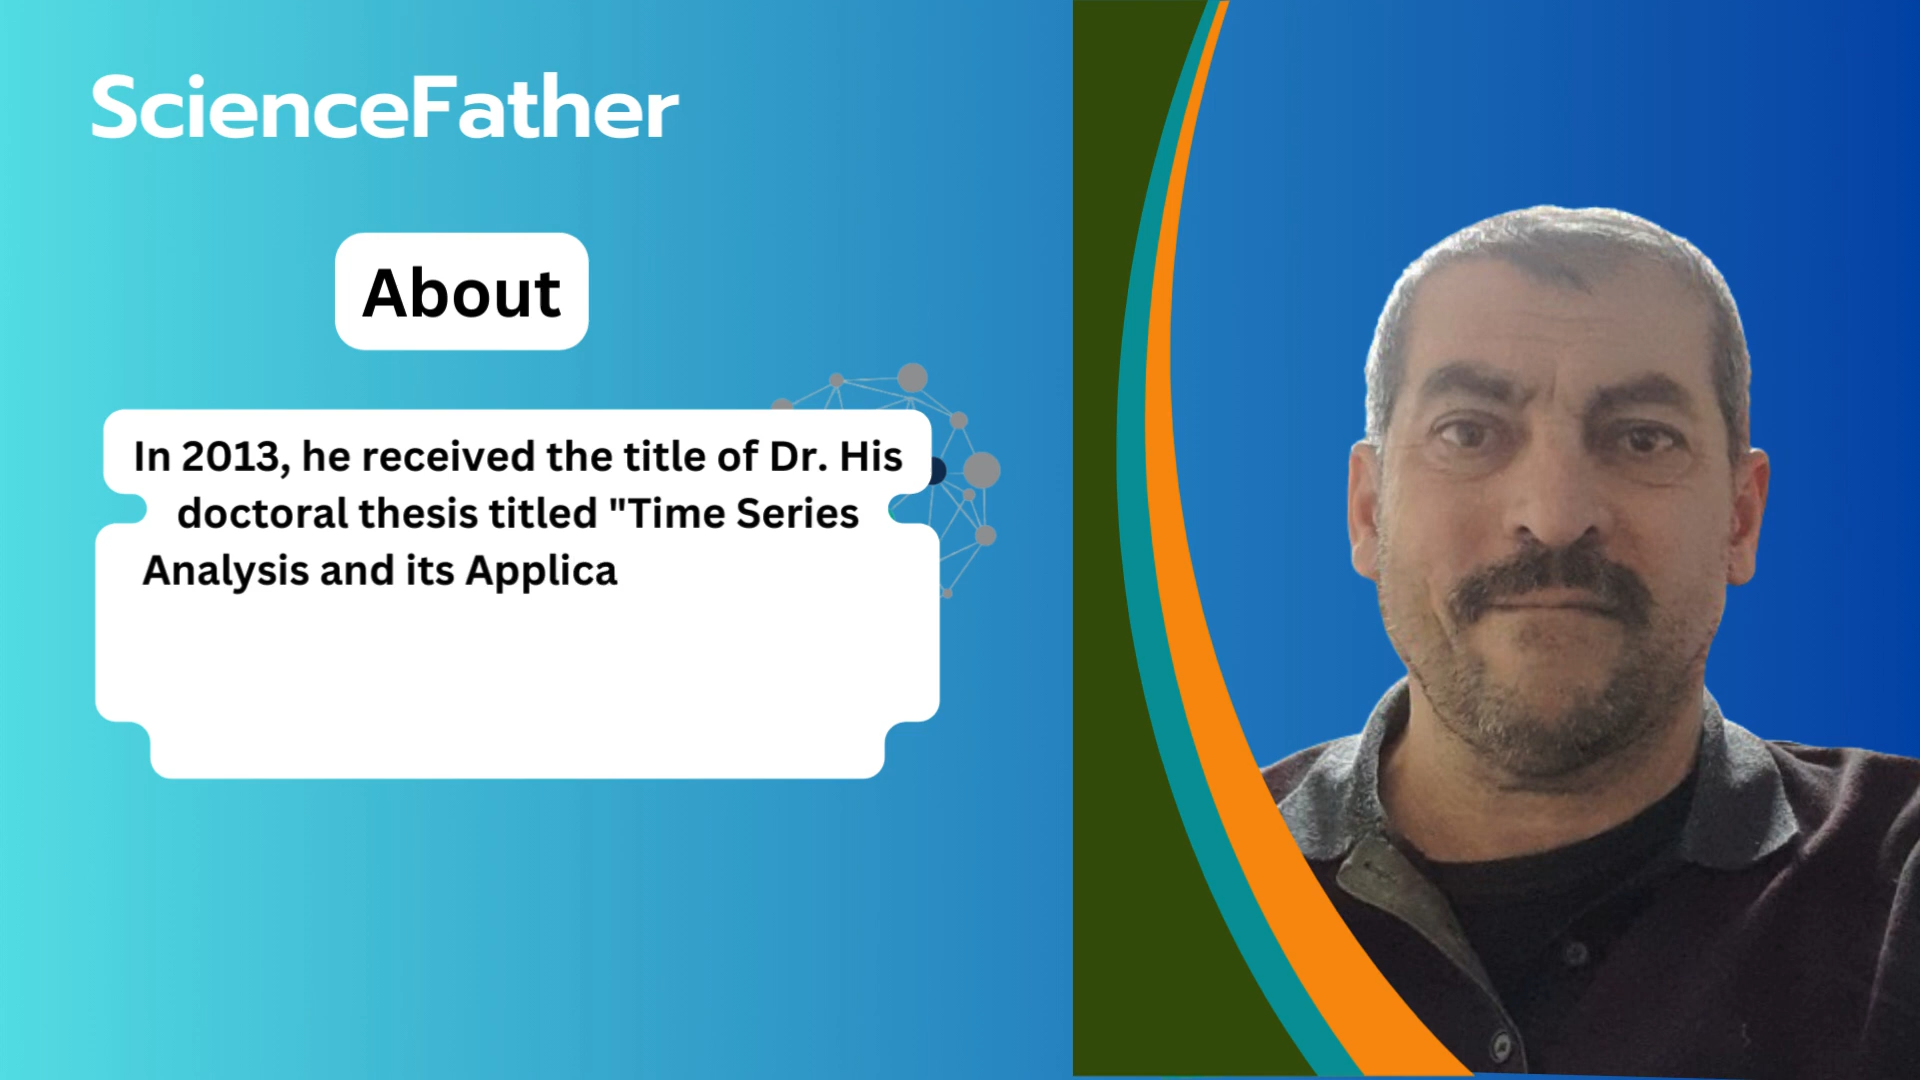 ScienceFather
About
In 2013, he received the title of Dr. His
doctoral thesis titled "Time Series
Analysis and its Applica